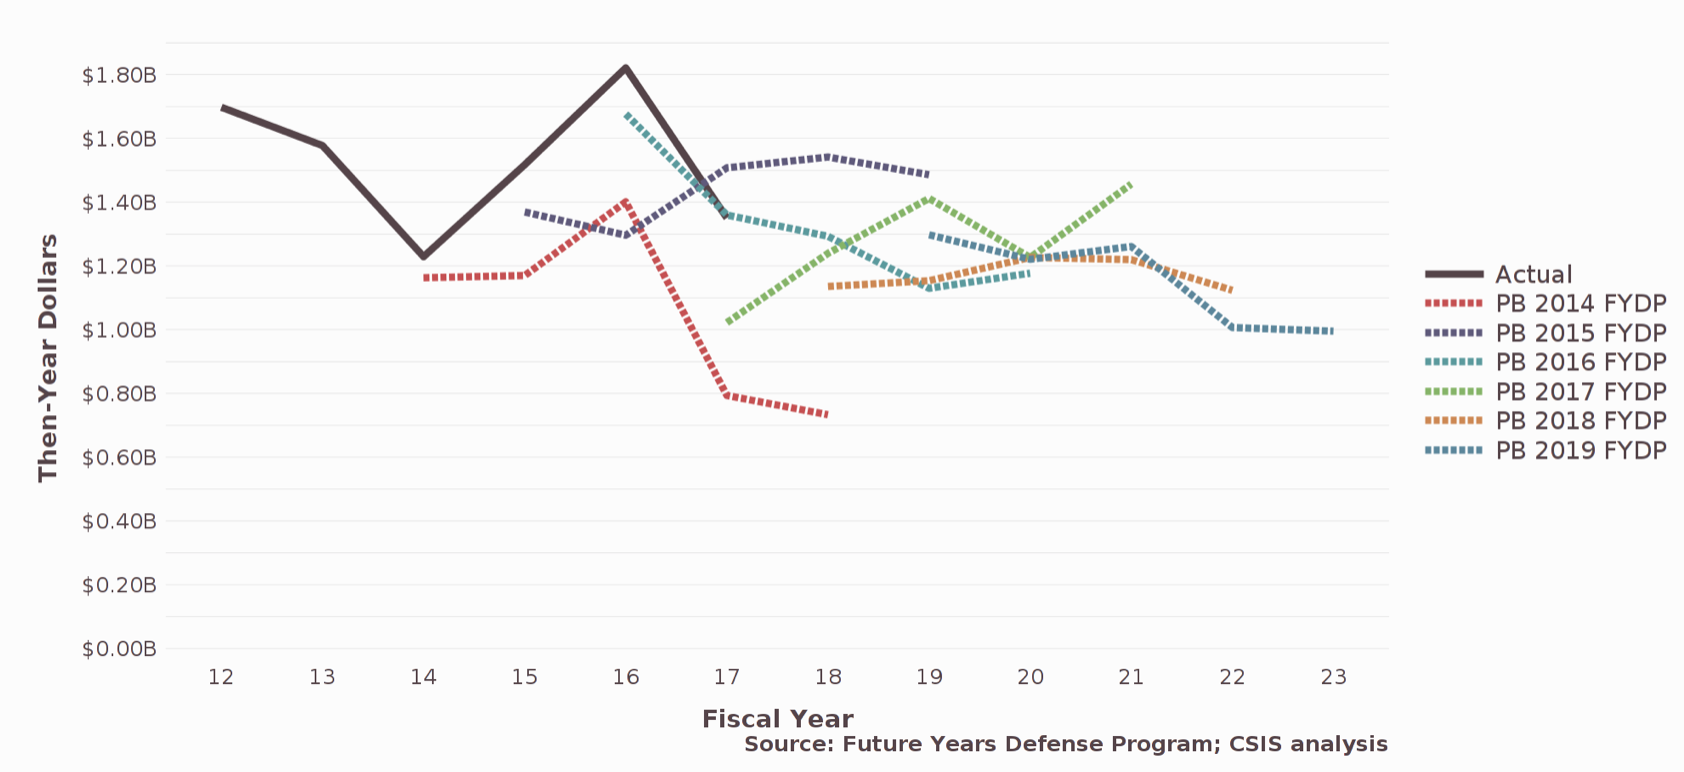 Then-Year Dollars
$1.80B
$1.60B
$1.40B
$1.20B
$1.00B
$0.80B
$0.60B
$0.40B
$0.20B
$0.00B
12 13 14 15 16 17 18 19 20 21 22 23
Fiscal Year
Source: Future Years Defense Program; CSIS analysis
Actual
PB 2014 FYDP
PB 2015 FYDP
PB 2016 FYDP
PB 2017 FYDP
PB 2018 FYDP
PB 2019 FYDP